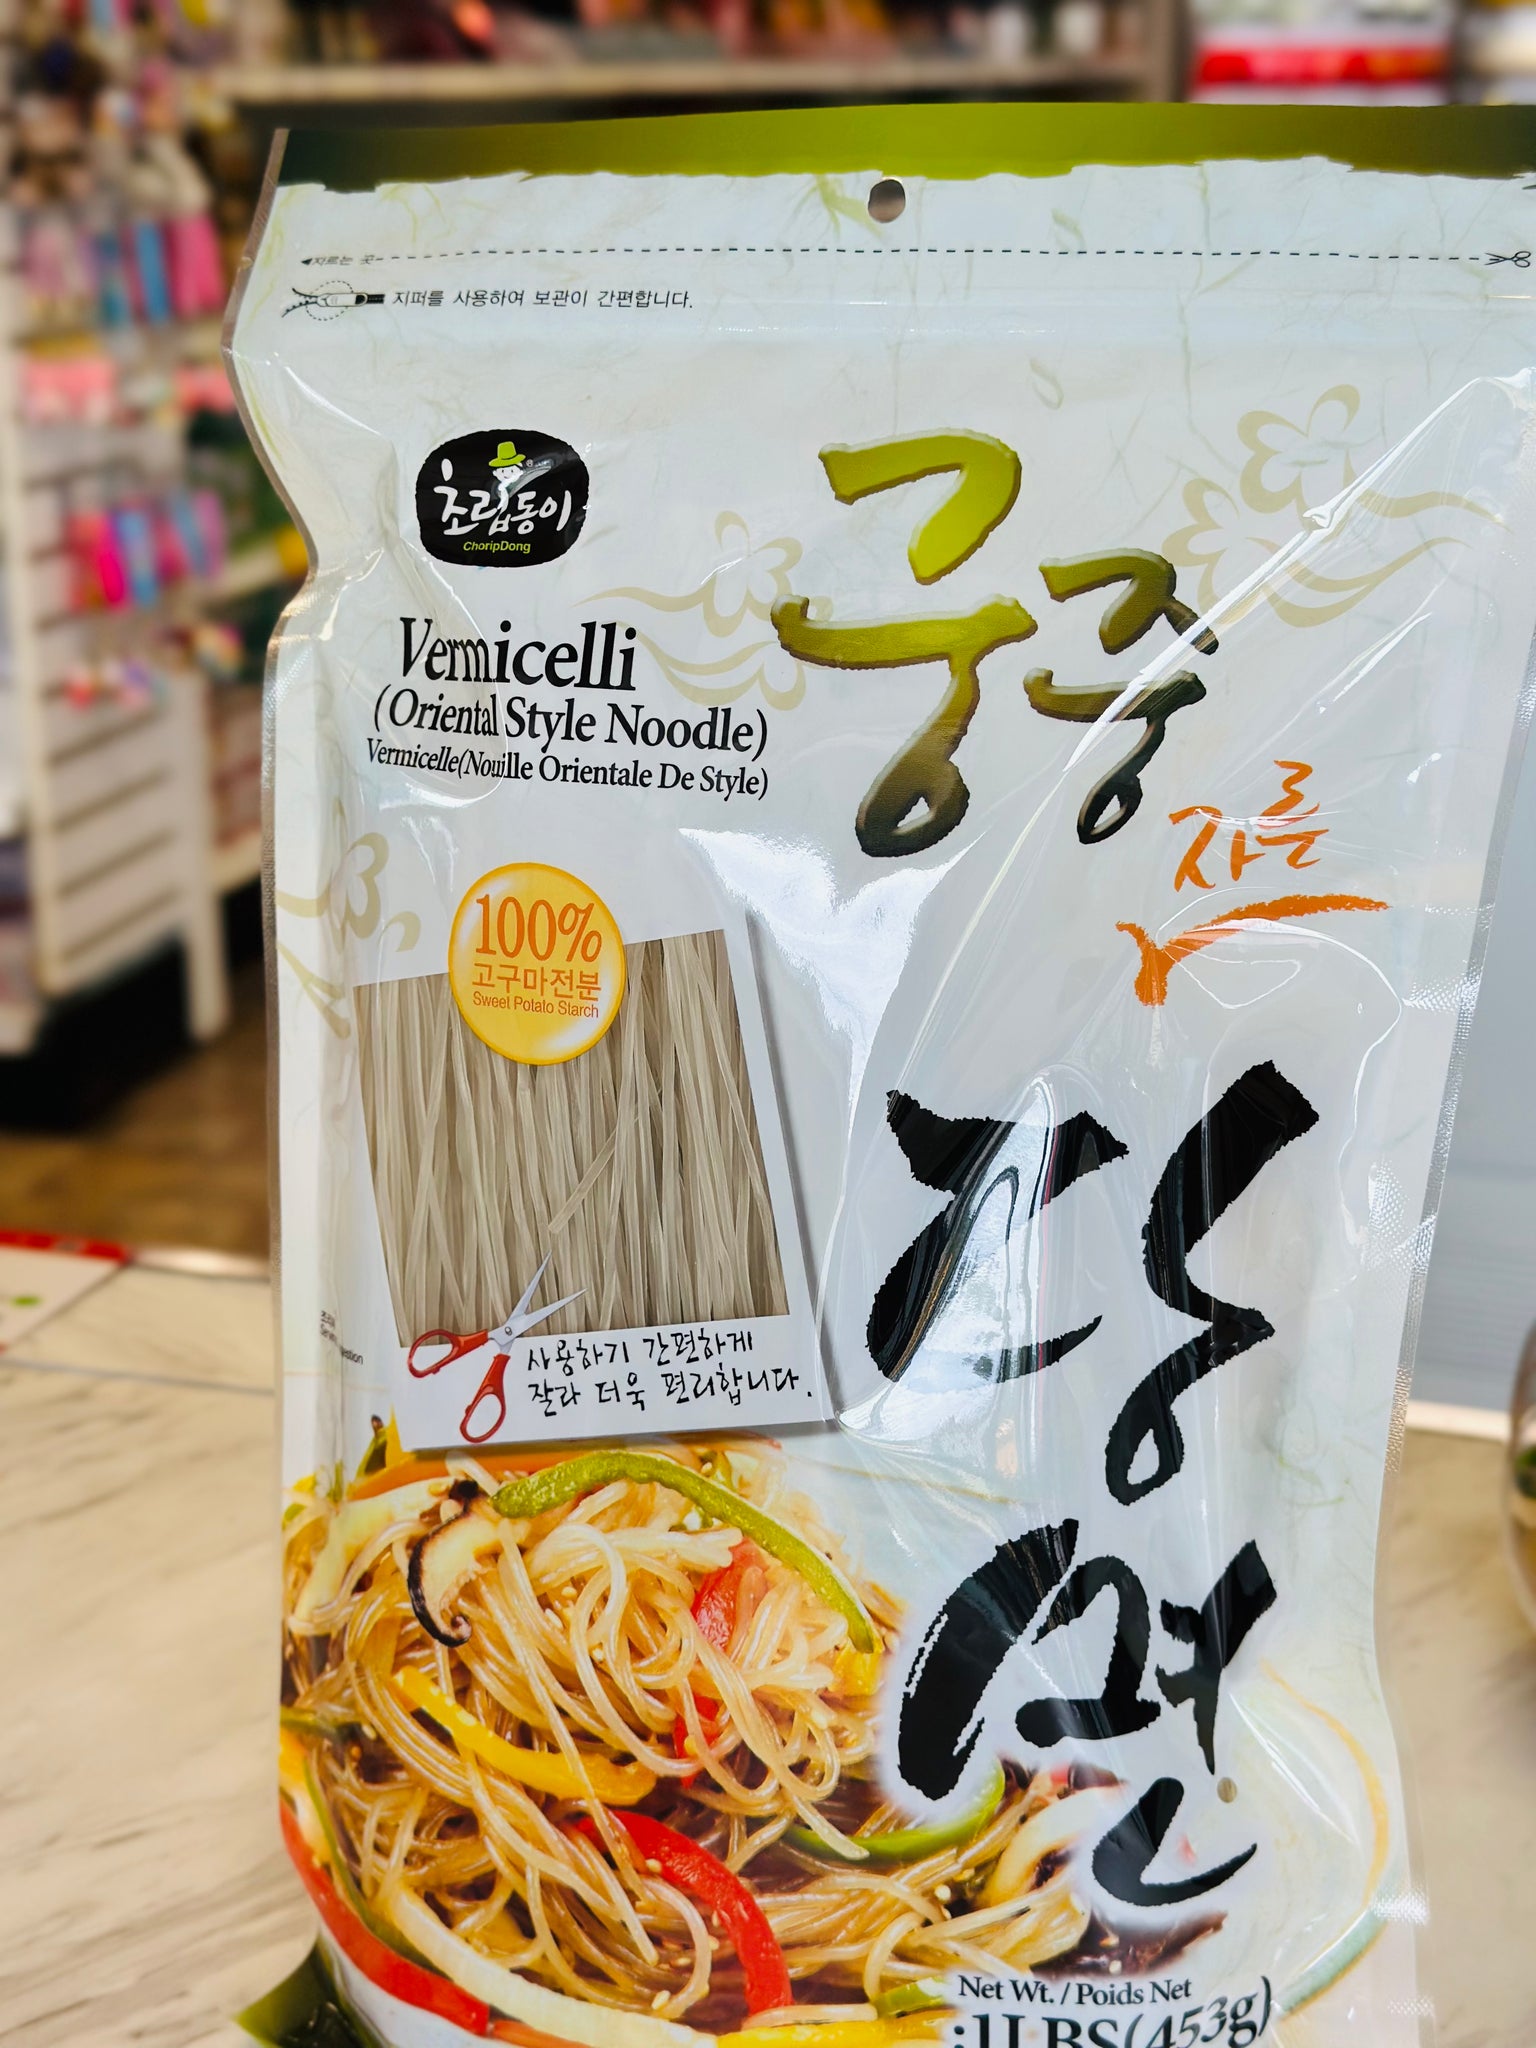 자르는 곳
지퍼를 사용하여 보관이 간편합니다.
초립동이
ChoripDong
궁중
자른
당면
Vermicelli
(Oriental Style Noodle)
Vermicelle(Nouille Orientale De Style)
100%
고구마전분
Sweet Potato Starch
사용하기 간편하게
잘라 더욱 편리합니다.
Net Wt. / Poids Net
1LBS(453g)